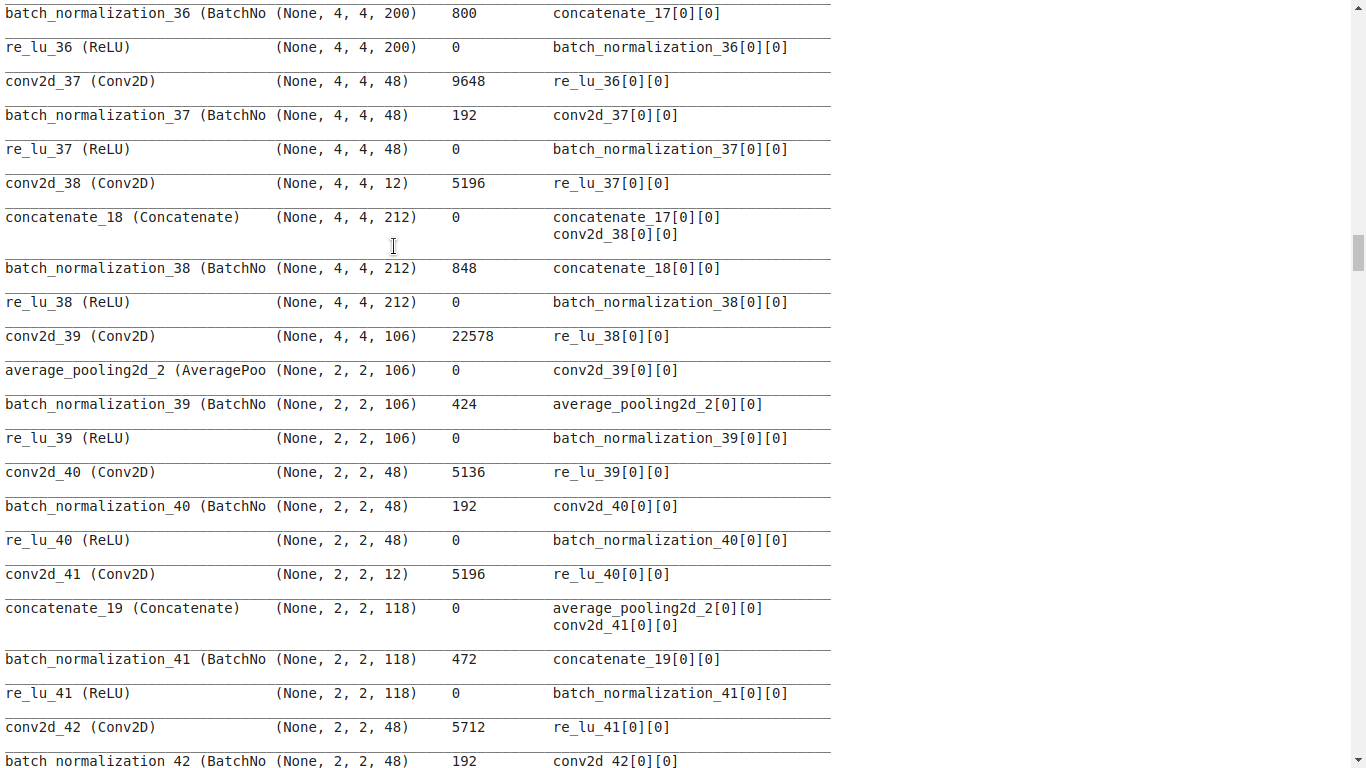 batch_normalization_36 (BatchNo (None, 4, 4, 200) 800 concatenate_17[0][0]
re_lu_36 (ReLU) (None, 4, 4, 200) 0 batch_normalization_36[0][0]
conv2d_37 (Conv2D) (None, 4, 4, 48) 9648 re_lu_36[0][0]
batch_normalization_37 (BatchNo (None, 4, 4, 48) 192 conv2d_37[0][0]
re_lu_37 (ReLU) (None, 4, 4, 48) 0 batch_normalization_37[0][0]
conv2d_38 (Conv2D) (None, 4, 4, 12) 5196 re_lu_37[0][0]
concatenate_18 (Concatenate) (None, 4, 4, 212) 0 concatenate_17[0][0]
conv2d_38[0][0]
batch_normalization_38 (BatchNo (None, 4, 4, 212) 848 concatenate_18[0][0]
re_lu_38 (ReLU) (None, 4, 4, 212) 0 batch_normalization_38[0][0]
conv2d_39 (Conv2D) (None, 4, 4, 106) 22578 re_lu_38[0][0]
average_pooling2d_2 (AveragePoo (None, 2, 2, 106) 0 conv2d_39[0][0]
batch_normalization_39 (BatchNo (None, 2, 2, 106) 424 average_pooling2d_2[0][0]
re_lu_39 (ReLU) (None, 2, 2, 106) 0 batch_normalization_39[0][0]
conv2d_40 (Conv2D) (None, 2, 2, 48) 5136 re_lu_39[0][0]
batch_normalization_40 (BatchNo (None, 2, 2, 48) 192 conv2d_40[0][0]
re_lu_40 (ReLU) (None, 2, 2, 48) 0 batch_normalization_40[0][0]
conv2d_41 (Conv2D) (None, 2, 2, 12) 5196 re_lu_40[0][0]
concatenate_19 (Concatenate) (None, 2, 2, 118) 0 average_pooling2d_2[0][0]
conv2d_41[0][0]
batch_normalization_41 (BatchNo (None, 2, 2, 118) 472 concatenate_19[0][0]
re_lu_41 (ReLU) (None, 2, 2, 118) 0 batch_normalization_41[0][0]
conv2d_42 (Conv2D) (None, 2, 2, 48) 5712 re_lu_41[0][0]
batch_normalization_42 (BatchNo (None, 2, 2, 48) 192 conv2d_42[0][0]